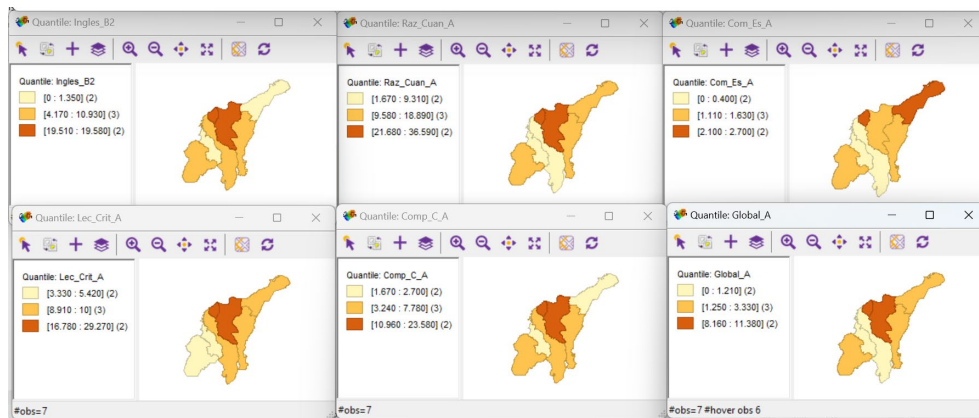 Quantile: Ingles_B2
Quantile: Ingles_B2
[0 : 1.350] (2)
[4.170 : 10.930] (3)
[19.510 : 19.580] (2)
Quantile: Raz_Cuan_A
Quantile: Raz_Cuan_A
[1.670 : 9.310] (2)
[9.580 : 18.890] (3)
[21.680 : 36.590] (2)
Quantile: Com_Es_A
Quantile: Com_Es_A
[0 : 0.400] (2)
[1.110 : 1.630] (3)
[2.100 : 2.700] (2)
Quantile: Lec_Crit_A
Quantile: Lec_Crit_A
[3.330 : 5.420] (2)
[8.910 : 10] (3)
[16.780 : 29.270] (2)
#obs=7
Quantile: Comp_C_A
Quantile: Comp_C_A
[1.670 : 2.700] (2)
[3.240 : 7.780] (3)
[10.960 : 23.580] (2)
#obs=7
Quantile: Global_A
Quantile: Global_A
[0 : 1.210] (2)
[1.250 : 3.330] (3)
[8.160 : 11.380] (2)
#obs=7 #hover obs 6